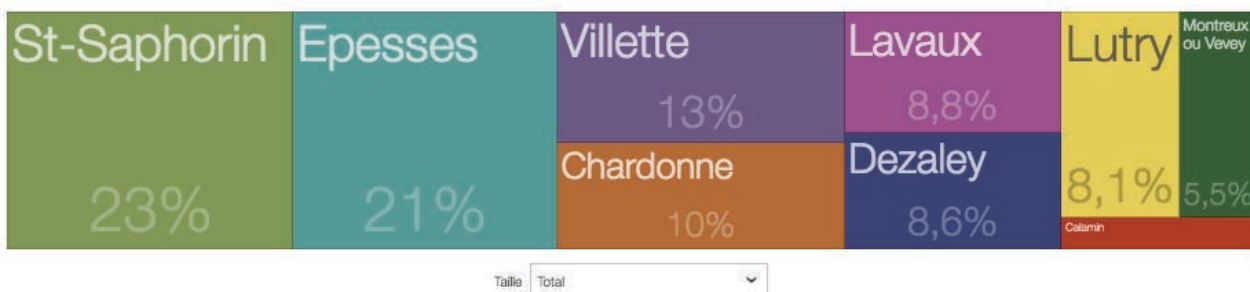 St-Saphorin
23%
Epesses
21%
Villette
13%
Chardonne
10%
Lavaux
8,8%
Dezaley
8,6%
Lutry
8,1%
Montreux
ou Vevey
5,5%
Calamin
Taille Total